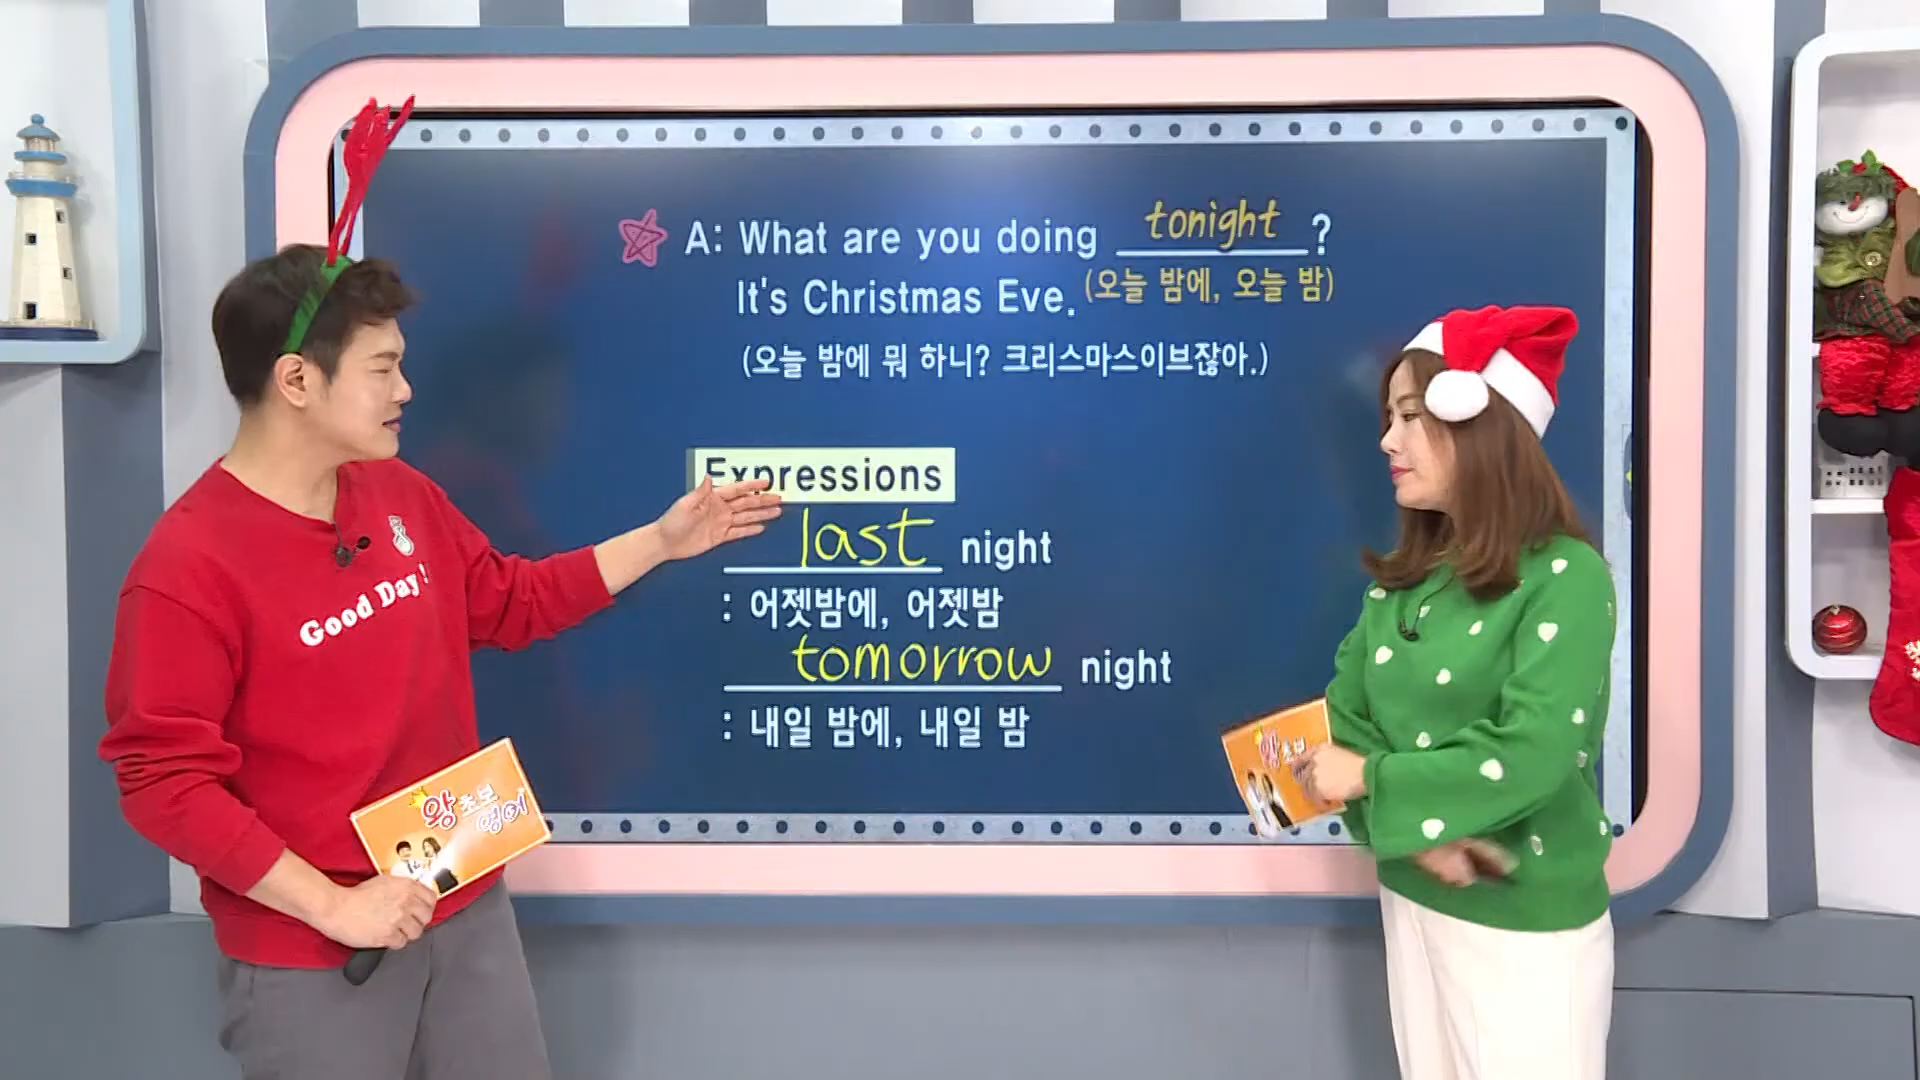 A: What are you doing tonight?
(오늘 밤에, 오늘 밤)
It's Christmas Eve.
(오늘 밤에 뭐 하니? 크리스마스이브잖아.)
Expressions
last night
: 어젯밤에, 어젯밤
tomorrow night
: 내일 밤에, 내일 밤
Good Day!
왕초보
영어
왕초보